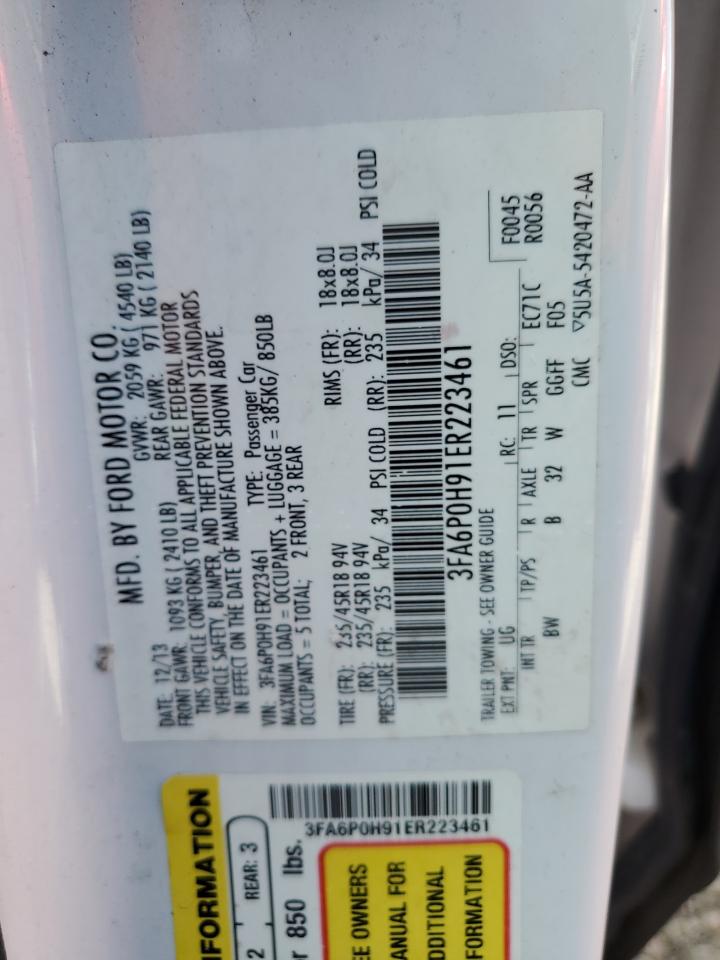 MFD. BY FORD MOTOR CO.
DATE: 12/13 GVWR: 2059 KG ( 4540 LB)
FRONT GAWR: 1093 KG ( 2410 LB) REAR GAWR: 971 KG ( 2140 LB)
THIS VEHICLE CONFORMS TO ALL APPLICABLE FEDERAL MOTOR
VEHICLE SAFETY, BUMPER, AND THEFT PREVENTION STANDARDS
IN EFFECT ON THE DATE OF MANUFACTURE SHOWN ABOVE.
VIN: 3FA6P0H91ER223461 TYPE: Passenger Car
MAXIMUM LOAD = OCCUPANTS + LUGGAGE = 385KG/ 850LB
OCCUPANTS = 5 TOTAL; 2 FRONT, 3 REAR
TIRE (FR): 235/45R18 94V RIMS (FR): 18x8.0J
(RR): 235/45R18 94V (RR): 18x8.0J
PRESSURE (FR): 235 kPa/ 34 PSI COLD (RR): 235 kPa/ 34 PSI COLD
3FA6P0H91ER223461
TRAILER TOWING - SEE OWNER GUIDE
EXT PNT: UG RC: 11 DSO: F0045
R0056
INT TR TP/PS R AXLE TR SPR EC71C
BW B 32 W GGFF F05
CMC ▽5U5A-5420472-AA
3FA6P0H91ER223461
NFORMATION
2 REAR: 3
r 850 lbs.
EE OWNERS
ANUAL FOR
DDITIONAL
FORMATION